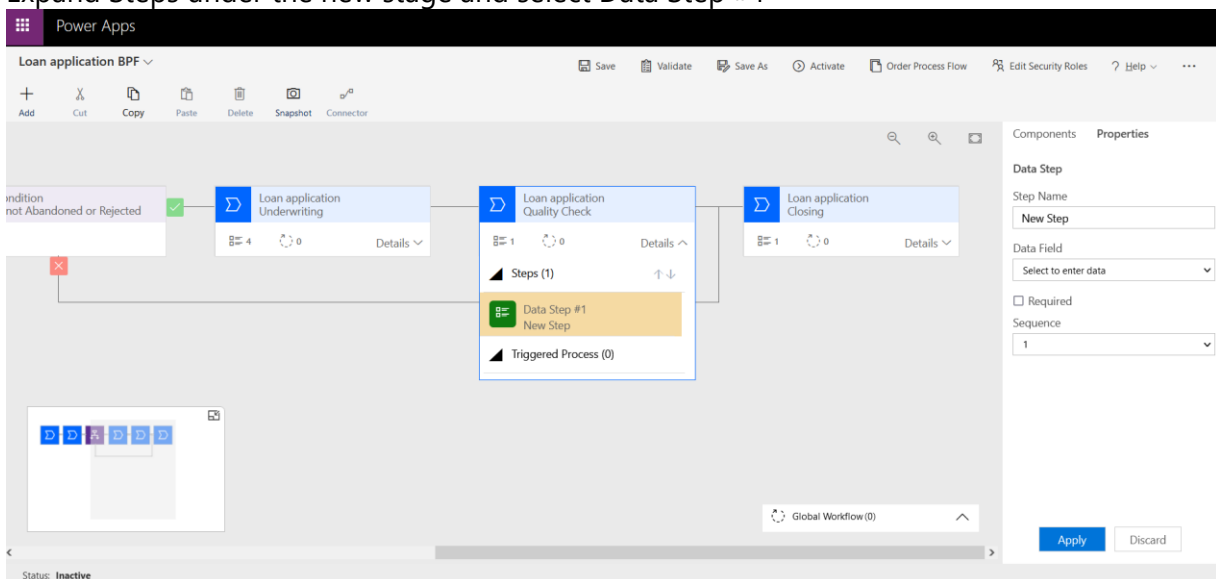 Expand Steps under the new stage and select Data Step #1
Power Apps
Loan application BPF
Save
Validate
Save As
Activate
Order Process Flow
Edit Security Roles
? Help
...
Add
Cut
Copy
Paste
Delete
Snapshot
Connector
Components
Properties
ndition
not Abandoned or Rejected
Loan application
Underwriting
4
0
Details
Loan application
Quality Check
1
0
Details
Steps (1)
Data Step #1
New Step
Triggered Process (0)
Loan application
Closing
1
0
Details
Data Step
Step Name
New Step
Data Field
Select to enter data
Required
Sequence
1
Global Workflow (0)
Apply
Discard
Status: Inactive